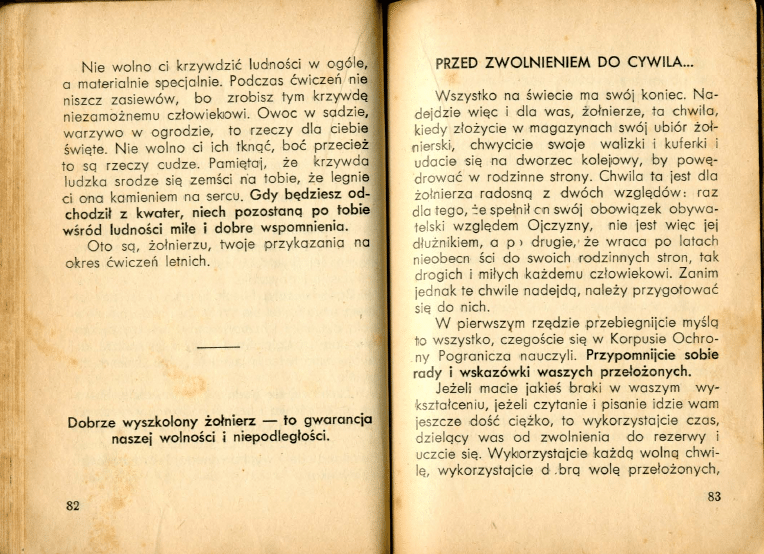 Nie wolno ci krzywdzić ludności w ogóle,
a materialnie specjalnie. Podczas ćwiczeń nie
niszcz zasiewów, bo zrobisz tym krzywdę
niezamożnemu człowiekowi. Owoc w sadzie,
warzywo w ogrodzie, to rzeczy dla ciebie
święte. Nie wolno ci ich tknąć, boć przecież
to są rzeczy cudze. Pamiętaj, że krzywda
ludzka srodze się zemści na tobie, że legnie
ci ona kamieniem na sercu. Gdy będziesz od-
chodził z kwater, niech pozostaną po tobie
wśród ludności miłe i dobre wspomnienia.
Oto są, żołnierzu, twoje przykazania na
okres ćwiczeń letnich.
Dobrze wyszkolony żołnierz — to gwarancja
naszej wolności i niepodległości.
82
PRZED ZWOLNIENIEM DO CYWILA...
Wszystko na świecie ma swój koniec. Na-
dejdzie więc i dla was, żołnierze, ta chwila,
kiedy złożycie w magazynach swój ubiór żoł-
nierski, chwycicie swoje walizki i kuferki i
udacie się na dworzec kolejowy, by powę-
drować w rodzinne strony. Chwila ta jest dla
żołnierza radosną z dwóch względów: raz
dlatego, że spełnił on swój obowiązek obywa-
telski względem Ojczyzny, nie jest więc jej
dłużnikiem, a p drugie, że wraca po latach
nieobecn ści do swoich rodzinnych stron, tak
drogich i miłych każdemu człowiekowi. Zanim
jednak te chwile nadejdą, należy przygotować
się do nich.
W pierwszym rzędzie przebiegnijcie myślą
to wszystko, czegoście się w Korpusie Ochro-
ny Pogranicza nauczyli. Przypomnijcie sobie
rady i wskazówki waszych przełożonych.
Jeżeli macie jakieś braki w waszym wy-
kształceniu, jeżeli czytanie i pisanie idzie wam
jeszcze dość ciężko, to wykorzystajcie czas,
dzielący was od zwolnienia do rezerwy i
uczcie się. Wykorzystajcie każdą wolną chwi-
lę, wykorzystajcie d.brą wolę przełożonych,
83